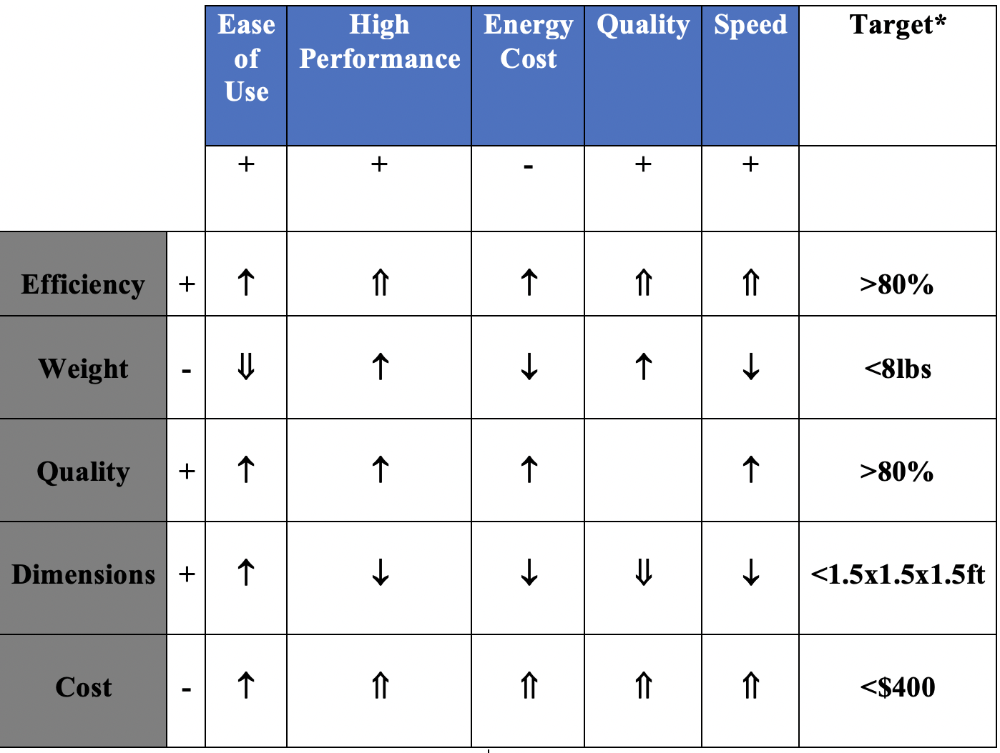 Ease of Use High Performance Energy Cost Quality Speed Target*
+ + - + +
Efficiency + ↑ ⇑ ↑ ⇑ ⇑ >80%
Weight - ⇓ ↑ ↓ ↑ ↓ <8lbs
Quality + ↑ ↑ ↑ ↑ >80%
Dimensions + ↑ ↓ ↓ ⇓ ↓ <1.5x1.5x1.5ft
Cost - ↑ ⇑ ⇑ ⇑ ⇑ <$400